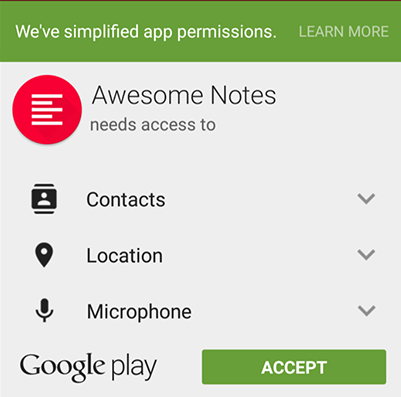 We've simplified app permissions. LEARN MORE
Awesome Notes
needs access to
Contacts
Location
Microphone
Google play ACCEPT